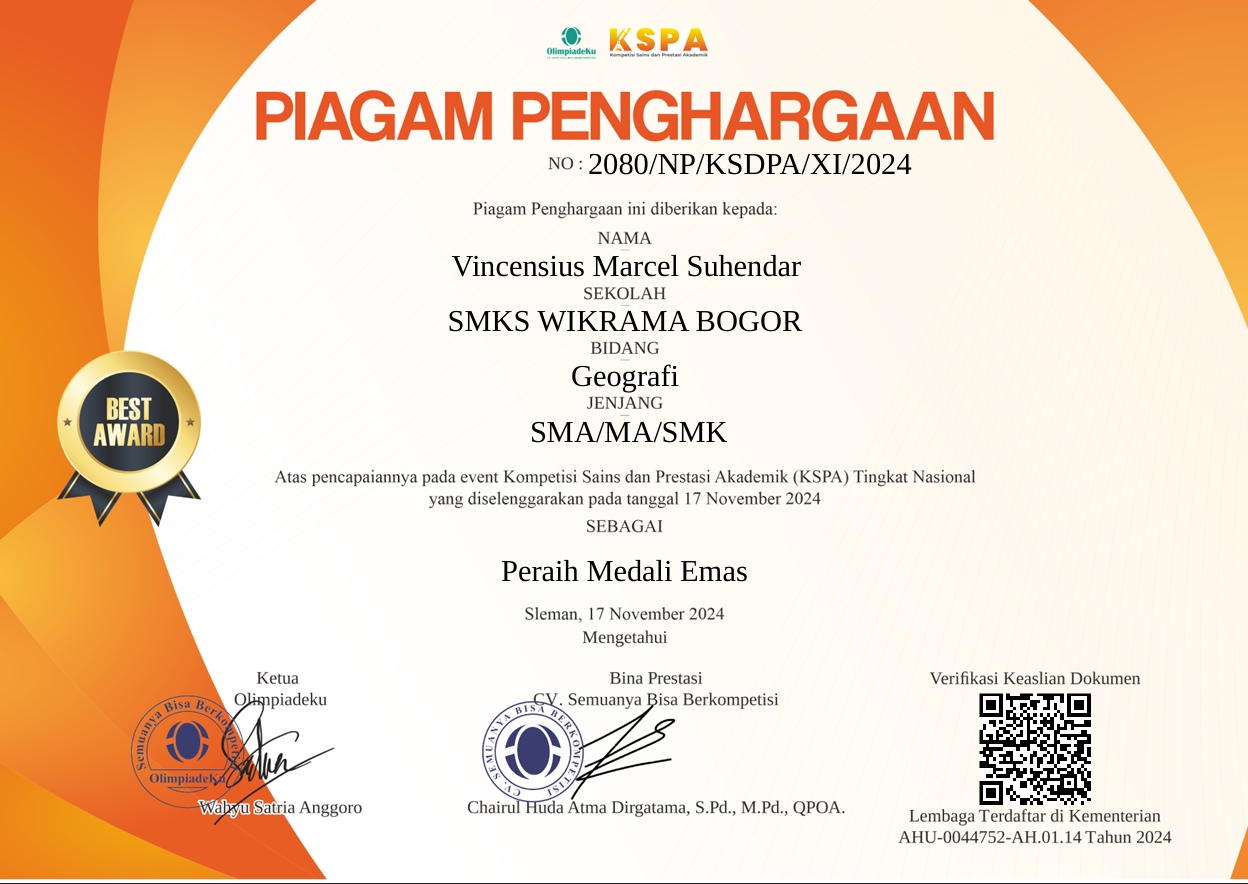 OlimpiadeKu
KSPA
Kompetisi Sains dan Prestasi Akademik
PIAGAM PENGHARGAAN
NO : 2080/NP/KSDPA/XI/2024
Piagam Penghargaan ini diberikan kepada:
NAMA
Vincensius Marcel Suhendar
SEKOLAH
SMKS WIKRAMA BOGOR
BIDANG
Geografi
JENJANG
SMA/MA/SMK
BEST
AWARD
Atas pencapaiannya pada event Kompetisi Sains dan Prestasi Akademik (KSPA) Tingkat Nasional
yang diselenggarakan pada tanggal 17 November 2024
SEBAGAI
Peraih Medali Emas
Sleman, 17 November 2024
Mengetahui
Ketua
Olimpiadeku
Semuanya Bisa Berkompetisi
OlimpiadeKu
Wahyu Satria Anggoro
Bina Prestasi
CV. Semuanya Bisa Berkompetisi
CV. SEMUANYA BISA BERKOMPETISI
Chairul Huda Atma Dirgatama, S.Pd., M.Pd., QPOA.
Verifikasi Keaslian Dokumen
Lembaga Terdaftar di Kementerian
AHU-0044752-AH.01.14 Tahun 2024